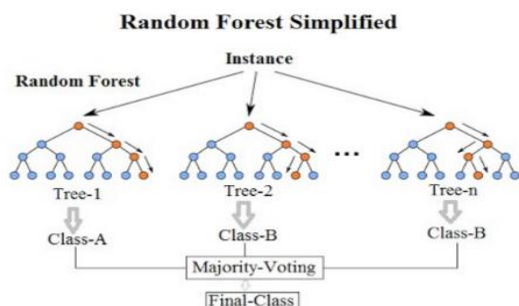 Random Forest Simplified
Instance
Random Forest
...
Tree-1 Tree-2 Tree-n
Class-A Class-B Class-B
Majority-Voting
Final-Class